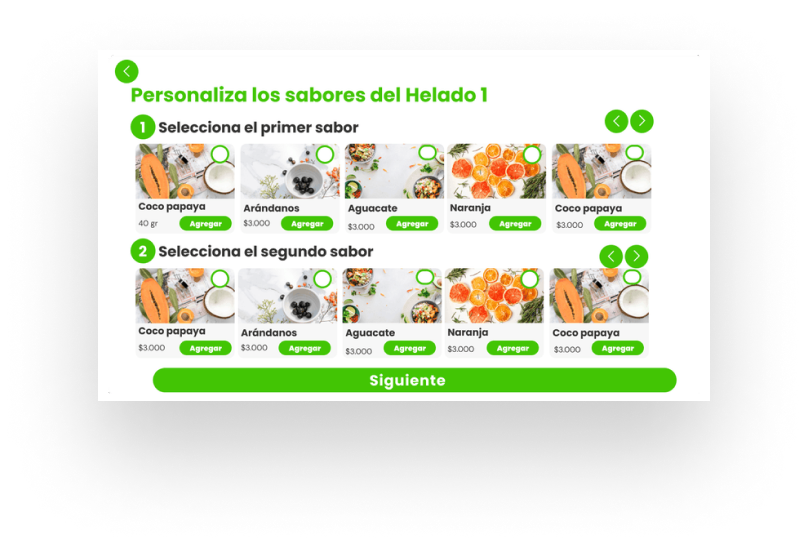 Personaliza los sabores del Helado 1
1 Selecciona el primer sabor
Coco papaya
40 gr Agregar
Arándanos
$3.000 Agregar
Aguacate
$3.000 Agregar
Naranja
$3.000 Agregar
Coco papaya
$3.000 Agregar
2 Selecciona el segundo sabor
Coco papaya
$3.000 Agregar
Arándanos
$3.000 Agregar
Aguacate
$3.000 Agregar
Naranja
$3.000 Agregar
Coco papaya
$3.000 Agregar
Siguiente